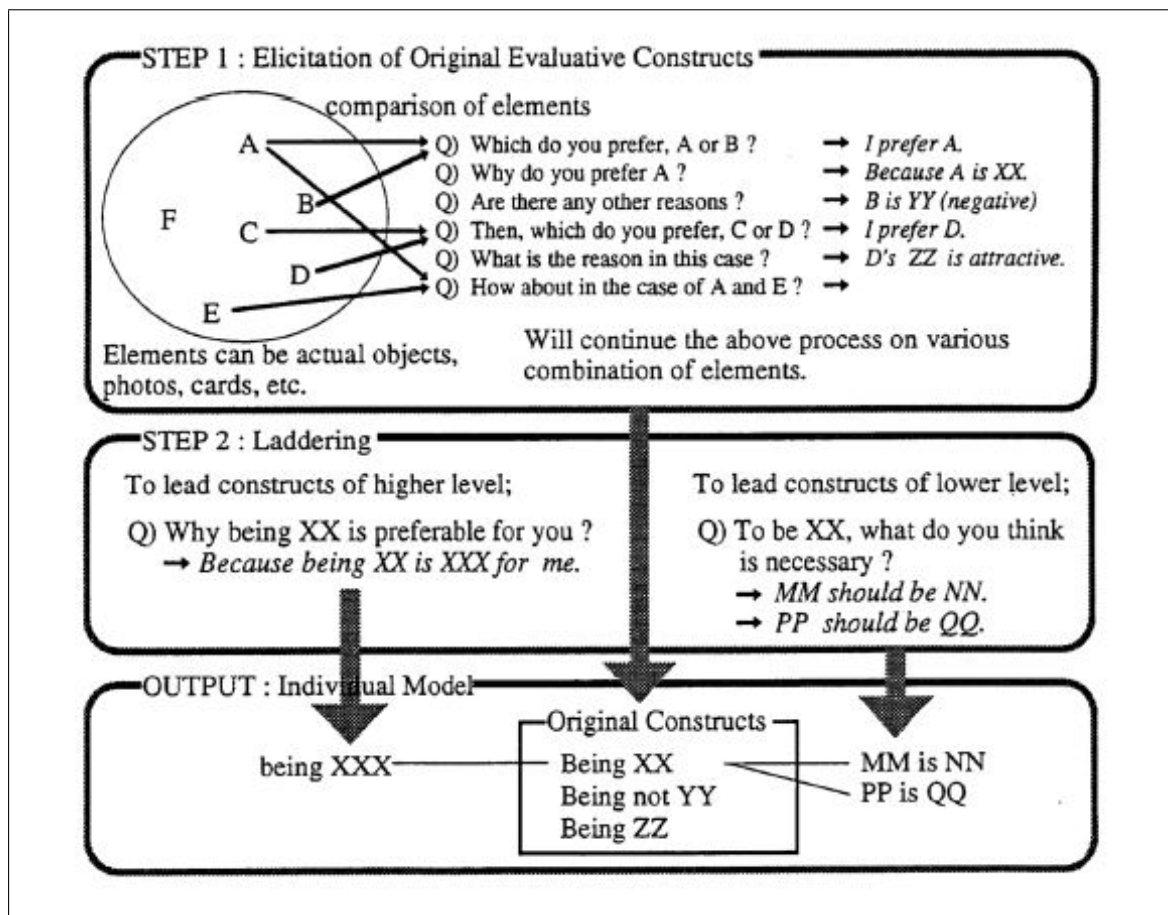 STEP 1 : Elicitation of Original Evaluative Constructs
comparison of elements
A
B
C
D
E
F
Q) Which do you prefer, A or B ? → I prefer A.
Q) Why do you prefer A ? → Because A is XX.
Q) Are there any other reasons ? → B is YY (negative)
Q) Then, which do you prefer, C or D ? → I prefer D.
Q) What is the reason in this case ? → D's ZZ is attractive.
Q) How about in the case of A and E ? →
Elements can be actual objects,
photos, cards, etc.
Will continue the above process on various
combination of elements.
STEP 2 : Laddering
To lead constructs of higher level;
Q) Why being XX is preferable for you ?
→ Because being XX is XXX for me.
To lead constructs of lower level;
Q) To be XX, what do you think
is necessary ?
→ MM should be NN.
→ PP should be QQ.
OUTPUT : Individual Model
being XXX
Original Constructs
Being XX
Being not YY
Being ZZ
MM is NN
PP is QQ